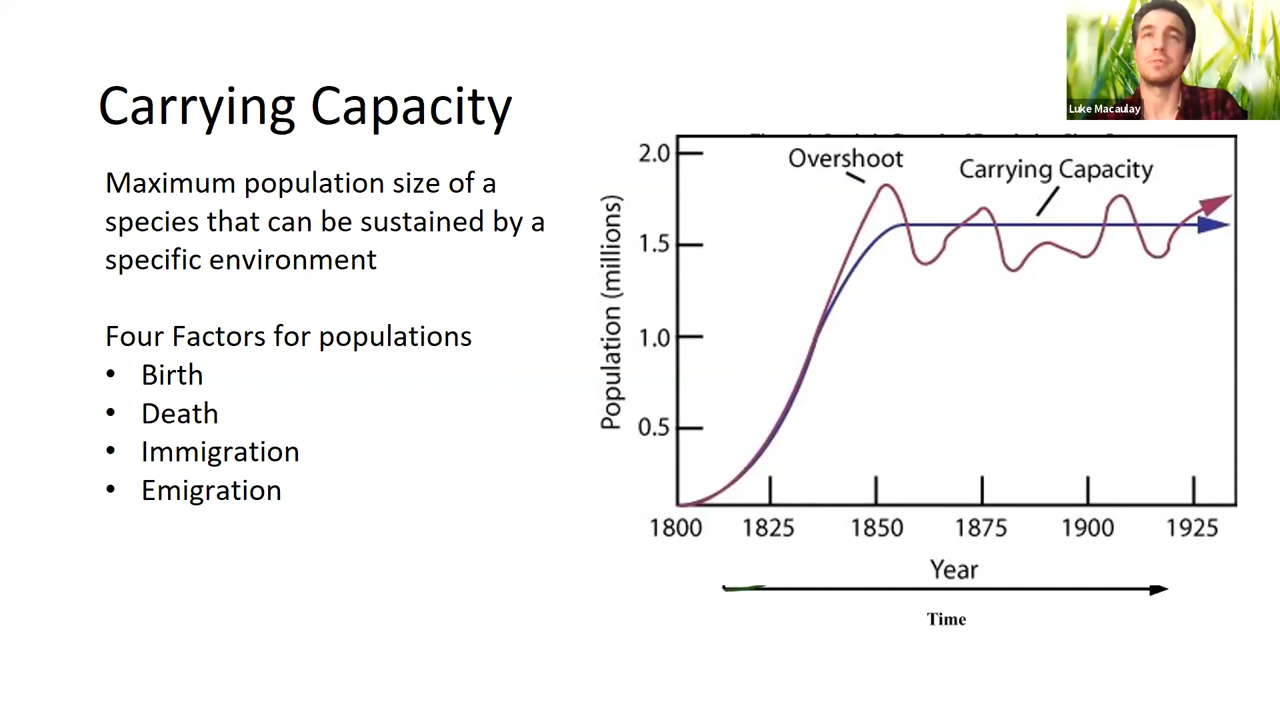 Luke Macaulay
Carrying Capacity
Maximum population size of a
species that can be sustained by a
specific environment
Four Factors for populations
• Birth
• Death
• Immigration
• Emigration
Overshoot
Carrying Capacity
Population (millions)
2.0
1.5
1.0
0.5
1800 1825 1850 1875 1900 1925
Year
Time